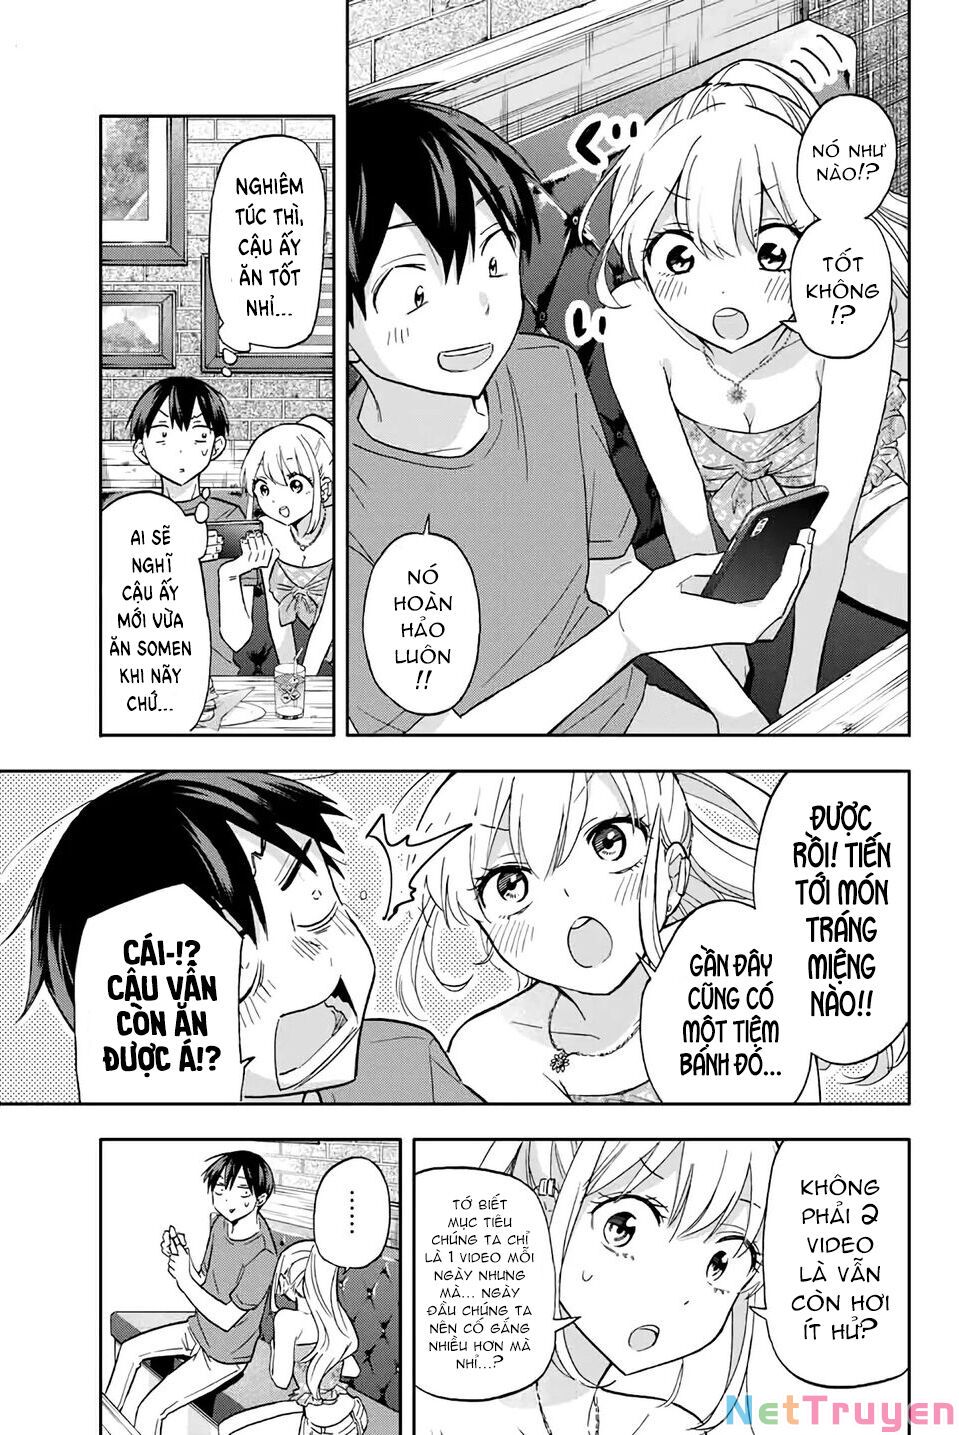 NÓ NHƯ
NÀO!?
TỐT
KHÔNG
!?
NÓ
HOÀN
HẢO
LUÔN
!!
NGHIÊM
TÚC THÌ,
CẬU ẤY
ĂN TỐT
NHỈ...
AI SẼ
NGHĨ
CẬU ẤY
MỚI VỪA
ĂN SOMEN
KHI NÃY
CHỨ...
ĐƯỢC
RỒI! TIẾN
TỚI MÓN
TRÁNG
MIỆNG
NÀO!!
GẦN ĐÂY
CŨNG CÓ
MỘT TIỆM
BÁNH ĐÓ...
CÁI-!?
CẬU VẪN
CÒN ĂN
ĐƯỢC Á!?
KHÔNG
PHẢI 2
VIDEO
LÀ VẪN
CÒN HƠI
ÍT HỬ?
TỚ BIẾT
MỤC TIÊU
CHÚNG TA CHỈ
LÀ 1 VIDEO MỖI
NGÀY NHƯNG
MÀ... NGÀY
ĐẦU CHÚNG TA
NÊN CỐ GẮNG
NHIỀU HƠN MÀ
NHỈ...?
......
NetTruyen